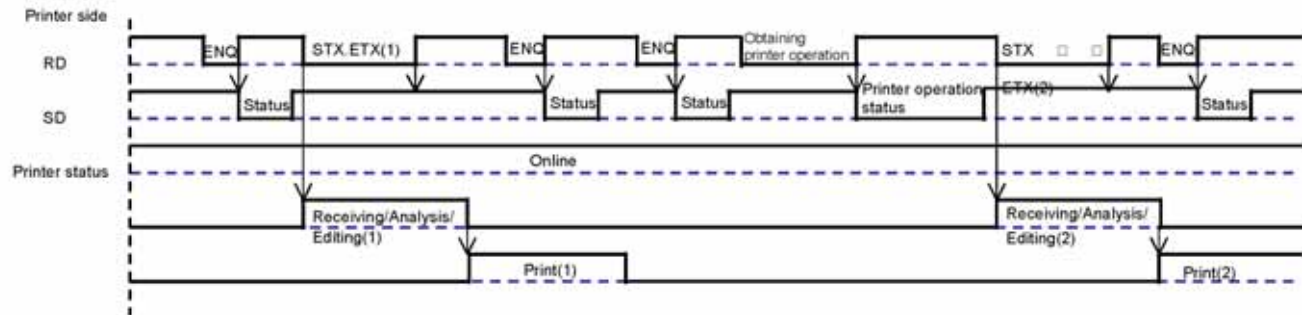 Printer side
RD
ENQ
STX.ETX(1)
ENQ
ENQ
Obtaining
printer operation
STX □ □
ENQ
ETX(2)
SD
Status
Status
Status
Printer operation
status
Status
Printer status
Online
Receiving/Analysis/
Editing(1)
Receiving/Analysis/
Editing(2)
Print(1)
Print(2)